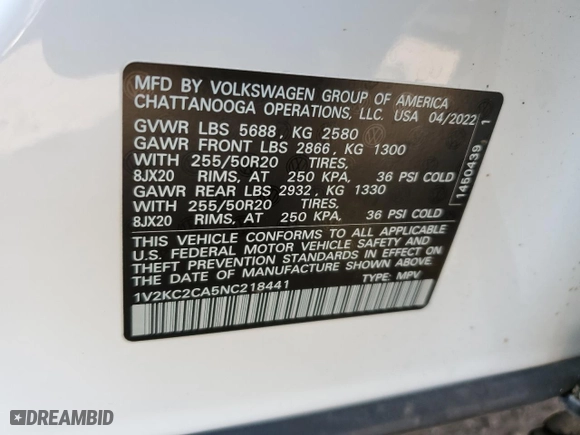 MFD BY VOLKSWAGEN GROUP OF AMERICA
CHATTANOOGA OPERATIONS, LLC. USA 04/2022
GVWR LBS 5688, KG 2580
GAWR FRONT LBS 2866, KG 1300
WITH 255/50R20 TIRES,
8JX20 RIMS, AT 250 KPA, 36 PSI COLD
GAWR REAR LBS 2932, KG 1330
WITH 255/50R20 TIRES,
8JX20 RIMS, AT 250 KPA, 36 PSI COLD
THIS VEHICLE CONFORMS TO ALL APPLICABLE
U.S. FEDERAL MOTOR VEHICLE SAFETY AND
THEFT PREVENTION STANDARDS IN EFFECT
ON THE DATE OF MANUFACTURE SHOWN ABOVE.
1V2KC2CA5NC218441 TYPE: MPV
1450439 1
DREAMBID